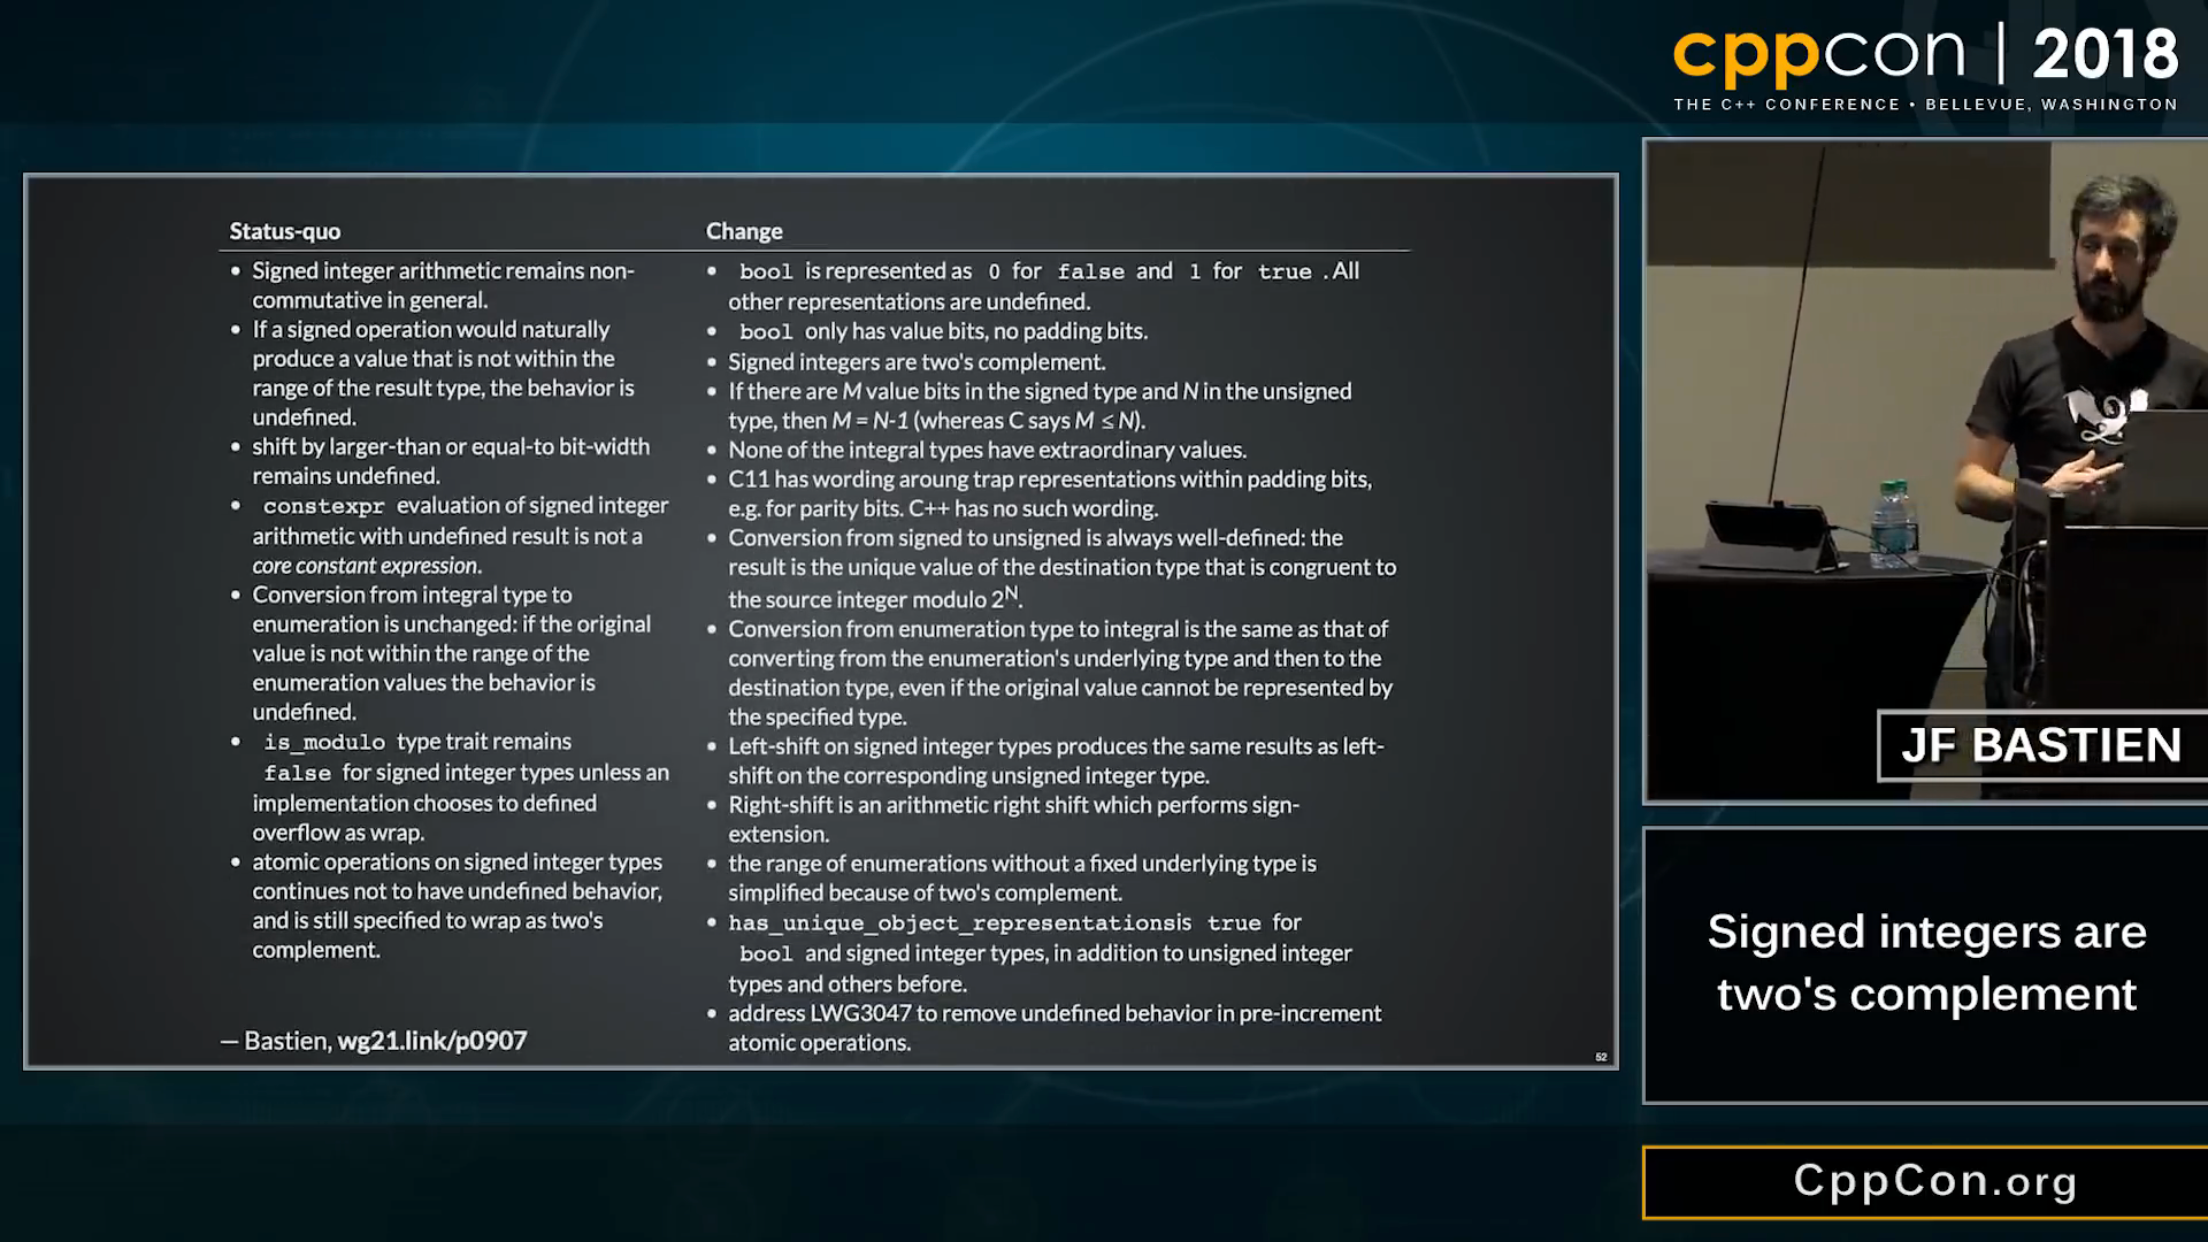 cppcon | 2018
THE C++ CONFERENCE • BELLEVUE, WASHINGTON
Status-quo
• Signed integer arithmetic remains non-
commutative in general.
• If a signed operation would naturally
produce a value that is not within the
range of the result type, the behavior is
undefined.
• shift by larger-than or equal-to bit-width
remains undefined.
• constexpr evaluation of signed integer
arithmetic with undefined result is not a
core constant expression.
• Conversion from integral type to
enumeration is unchanged: if the original
value is not within the range of the
enumeration values the behavior is
undefined.
• is_modulo type trait remains
false for signed integer types unless an
implementation chooses to defined
overflow as wrap.
• atomic operations on signed integer types
continues not to have undefined behavior,
and is still specified to wrap as two's
complement.
— Bastien, wg21.link/p0907
Change
• bool is represented as 0 for false and 1 for true . All
other representations are undefined.
• bool only has value bits, no padding bits.
• Signed integers are two's complement.
• If there are M value bits in the signed type and N in the unsigned
type, then M = N-1 (whereas C says M ≤ N).
• None of the integral types have extraordinary values.
• C11 has wording aroung trap representations within padding bits,
e.g. for parity bits. C++ has no such wording.
• Conversion from signed to unsigned is always well-defined: the
result is the unique value of the destination type that is congruent to
the source integer modulo 2^N.
• Conversion from enumeration type to integral is the same as that of
converting from the enumeration's underlying type and then to the
destination type, even if the original value cannot be represented by
the specified type.
• Left-shift on signed integer types produces the same results as left-
shift on the corresponding unsigned integer type.
• Right-shift is an arithmetic right shift which performs sign-
extension.
• the range of enumerations without a fixed underlying type is
simplified because of two's complement.
• has_unique_object_representationsis true for
bool and signed integer types, in addition to unsigned integer
types and others before.
• address LWG3047 to remove undefined behavior in pre-increment
atomic operations.
52
JF BASTIEN
Signed integers are
two's complement
CppCon.org